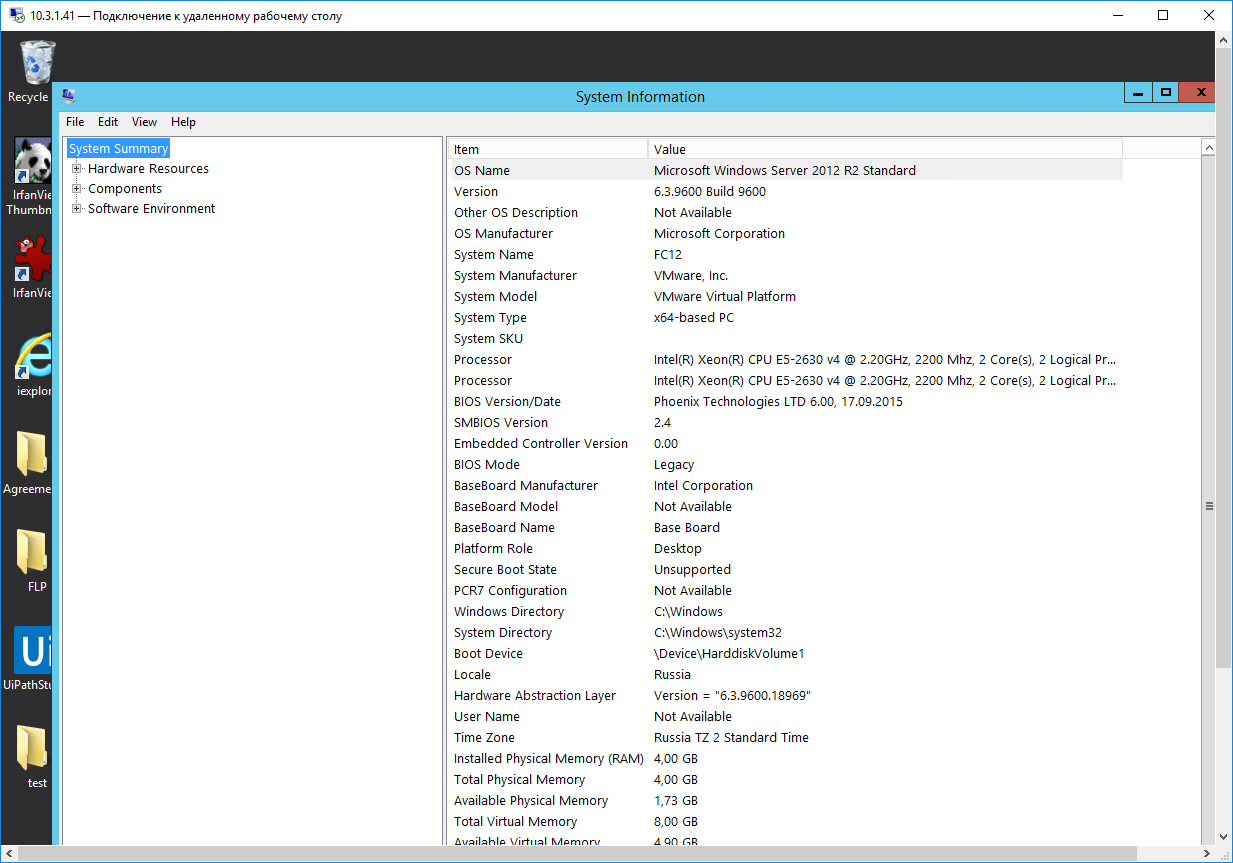 10.3.1.41 — Подключение к удаленному рабочему столу
Recycle
System Information
File Edit View Help
IrfanVie
Thumbn
IrfanVie
iexplor
Agreeme
FLP
Ui
UiPathStu
test
System Summary
Hardware Resources
Components
Software Environment
Item Value
OS Name Microsoft Windows Server 2012 R2 Standard
Version 6.3.9600 Build 9600
Other OS Description Not Available
OS Manufacturer Microsoft Corporation
System Name FC12
System Manufacturer VMware, Inc.
System Model VMware Virtual Platform
System Type x64-based PC
System SKU
Processor Intel(R) Xeon(R) CPU E5-2630 v4 @ 2.20GHz, 2200 Mhz, 2 Core(s), 2 Logical Pr...
Processor Intel(R) Xeon(R) CPU E5-2630 v4 @ 2.20GHz, 2200 Mhz, 2 Core(s), 2 Logical Pr...
BIOS Version/Date Phoenix Technologies LTD 6.00, 17.09.2015
SMBIOS Version 2.4
Embedded Controller Version 0.00
BIOS Mode Legacy
BaseBoard Manufacturer Intel Corporation
BaseBoard Model Not Available
BaseBoard Name Base Board
Platform Role Desktop
Secure Boot State Unsupported
PCR7 Configuration Not Available
Windows Directory C:\Windows
System Directory C:\Windows\system32
Boot Device \Device\HarddiskVolume1
Locale Russia
Hardware Abstraction Layer Version = "6.3.9600.18969"
User Name Not Available
Time Zone Russia TZ 2 Standard Time
Installed Physical Memory (RAM) 4,00 GB
Total Physical Memory 4,00 GB
Available Physical Memory 1,73 GB
Total Virtual Memory 8,00 GB
Available Virtual Memory 4,90 GB